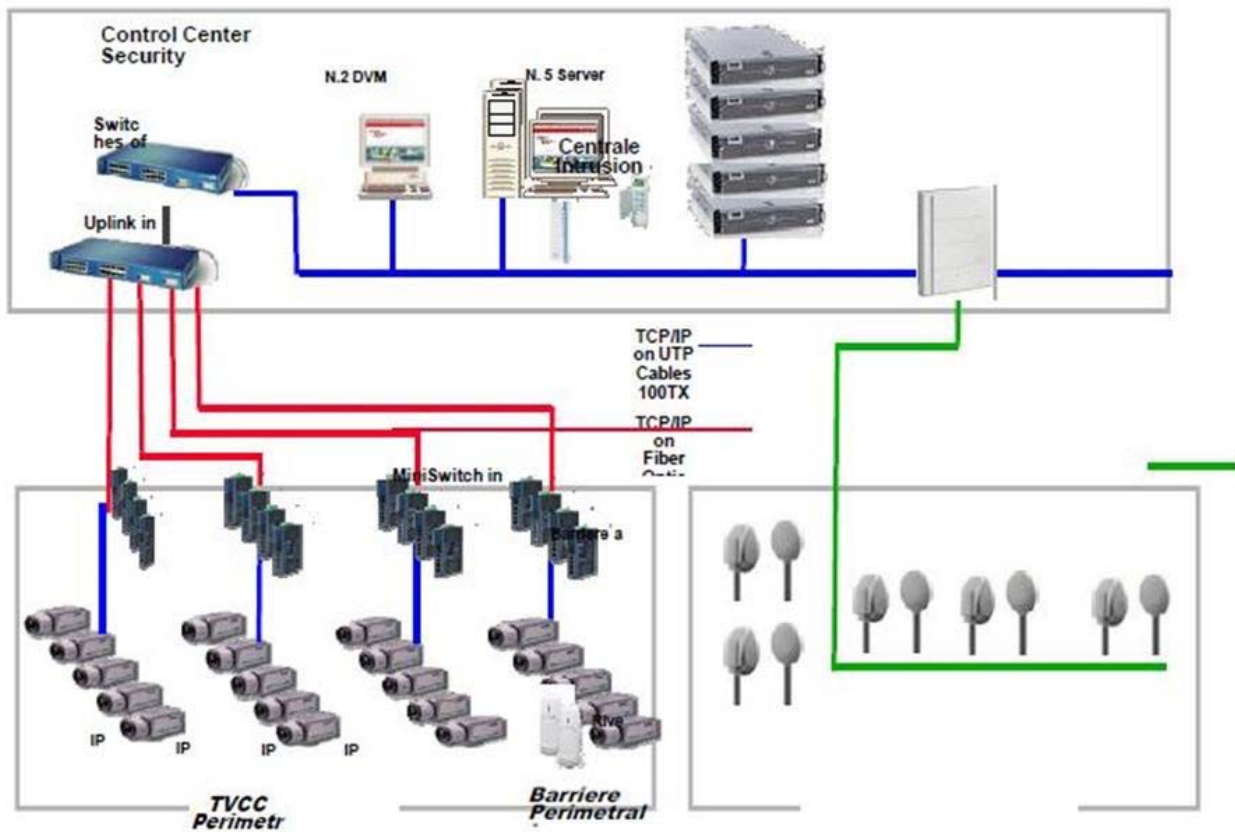 Control Center
Security
N.2 DVM
N. 5 Server
Switc
hes of
Centrale
Intrusion
Uplink in
TCP/IP
on UTP
Cables
100TX
TCP/IP
on
Fiber
Optic
MiniSwitch in
Barriere a
Rive
IP
IP
IP
IP
TVCC
Perimetr
Barriere
Perimetral